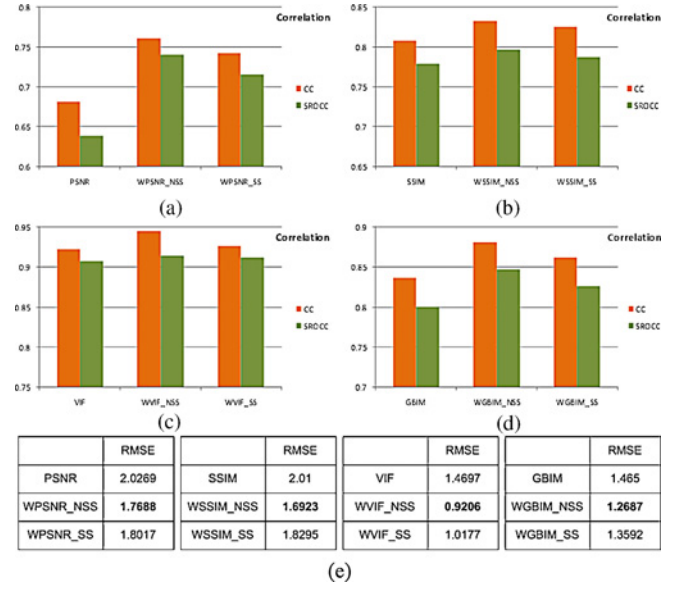 0.8
0.75
0.7
0.65
0.6
Correlation
CC
SROCC
PSNR
WPSNR_NSS
WPSNR_SS
(a)
0.85
0.8
0.75
0.7
0.65
Correlation
CC
SROCC
SSIM
WSSIM_NSS
WSSIM_SS
(b)
0.95
0.9
0.85
0.8
0.75
Correlation
CC
SROCC
VIF
WVIF_NSS
WVIF_SS
(c)
0.9
0.85
0.8
0.75
0.7
Correlation
CC
SROCC
GBIM
WGBIM_NSS
WGBIM_SS
(d)
RMSE
PSNR 2.0269
WPSNR_NSS 1.7688
WPSNR_SS 1.8017
RMSE
SSIM 2.01
WSSIM_NSS 1.6923
WSSIM_SS 1.8295
RMSE
VIF 1.4697
WVIF_NSS 0.9206
WVIF_SS 1.0177
RMSE
GBIM 1.465
WGBIM_NSS 1.2687
WGBIM_SS 1.3592
(e)